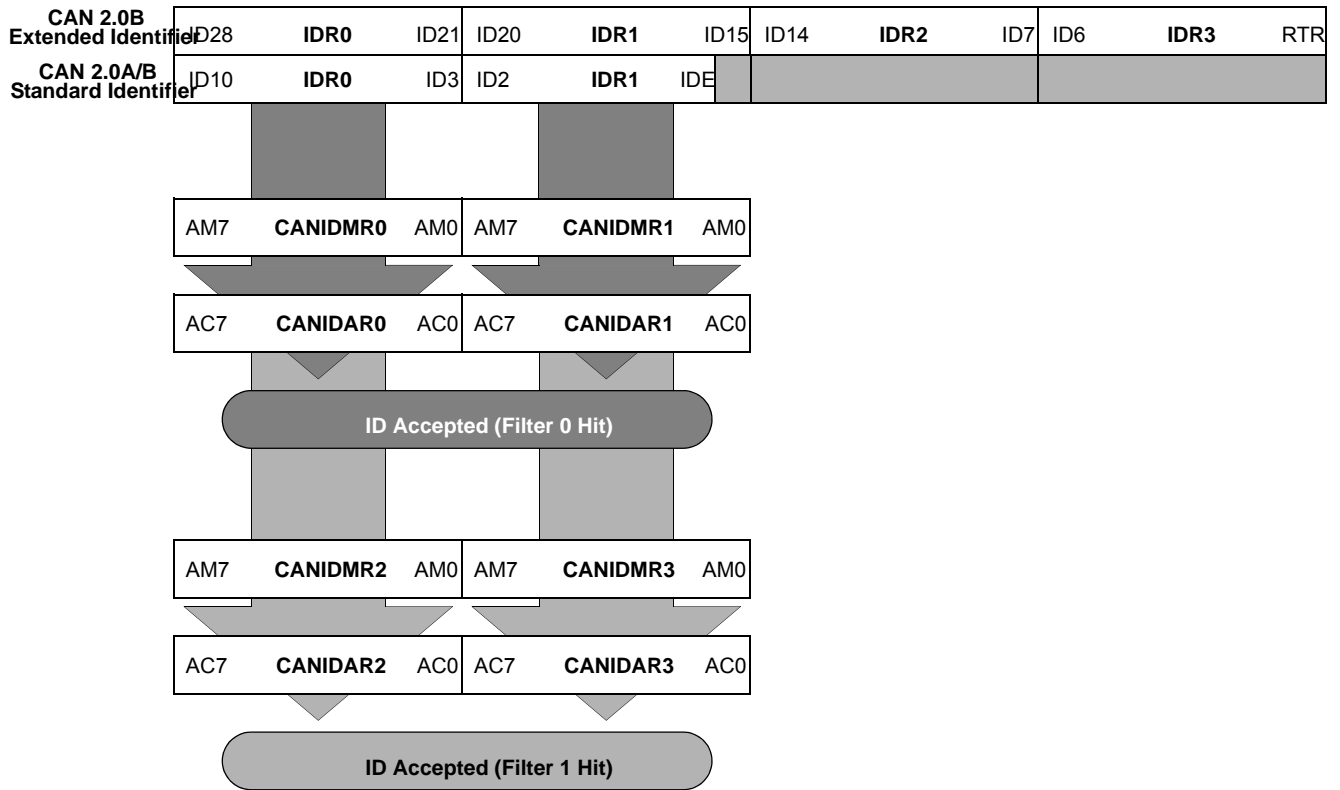 CAN 2.0B
Extended Identifier
ID28 IDR0 ID21 ID20 IDR1 ID15 ID14 IDR2 ID7 ID6 IDR3 RTR
CAN 2.0A/B
Standard Identifier
ID10 IDR0 ID3 ID2 IDR1 IDE
AM7 CANIDMR0 AM0 AM7 CANIDMR1 AM0
AC7 CANIDAR0 AC0 AC7 CANIDAR1 AC0
ID Accepted (Filter 0 Hit)
AM7 CANIDMR2 AM0 AM7 CANIDMR3 AM0
AC7 CANIDAR2 AC0 AC7 CANIDAR3 AC0
ID Accepted (Filter 1 Hit)